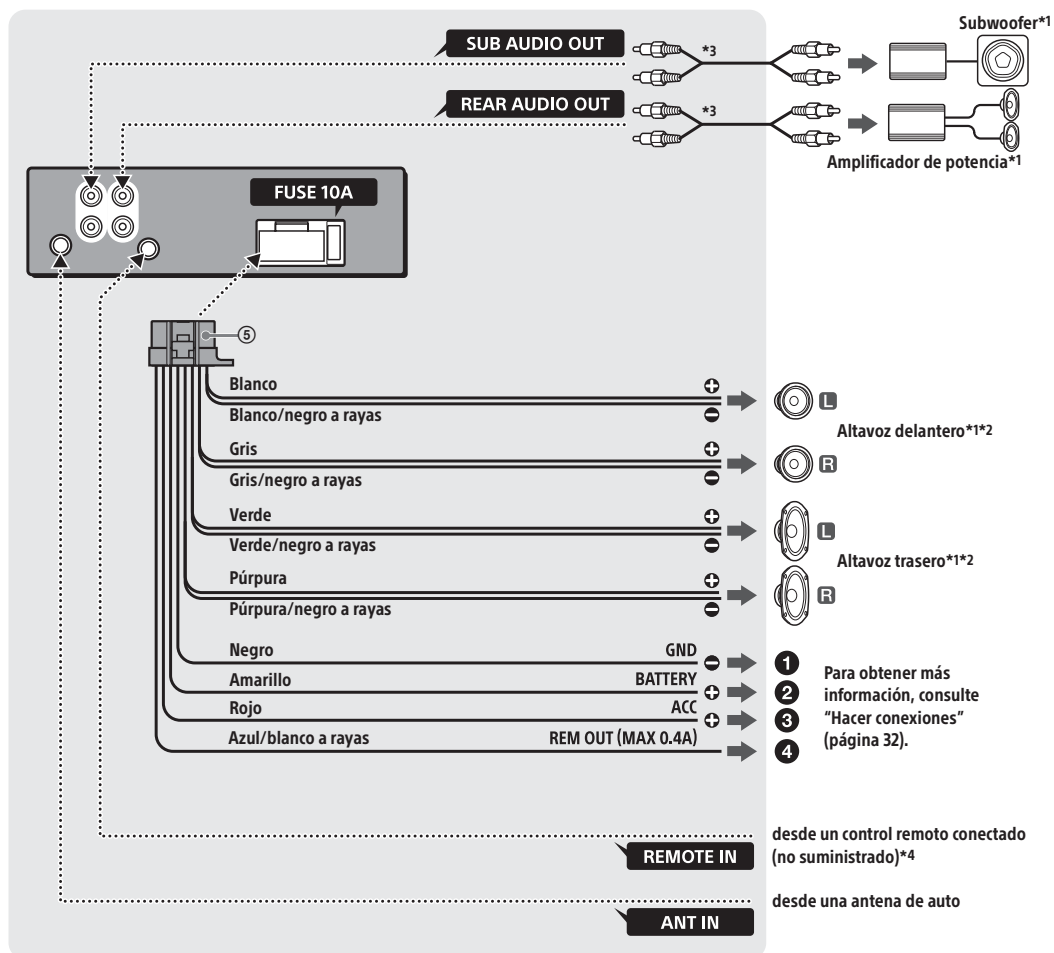 Subwoofer*1
SUB AUDIO OUT
*3
REAR AUDIO OUT
*3
Amplificador de potencia*1
FUSE 10A
⑤
Blanco
Blanco/negro a rayas
L
Altavoz delantero*1*2
Gris
Gris/negro a rayas
R
Verde
Verde/negro a rayas
L
Altavoz trasero*1*2
Púrpura
Púrpura/negro a rayas
R
Negro
GND
❶
Amarillo
BATTERY
❷
Rojo
ACC
❸
Azul/blanco a rayas
REM OUT (MAX 0.4A)
❹
Para obtener más
información, consulte
“Hacer conexiones”
(página 32).
desde un control remoto conectado
(no suministrado)*4
REMOTE IN
desde una antena de auto
ANT IN